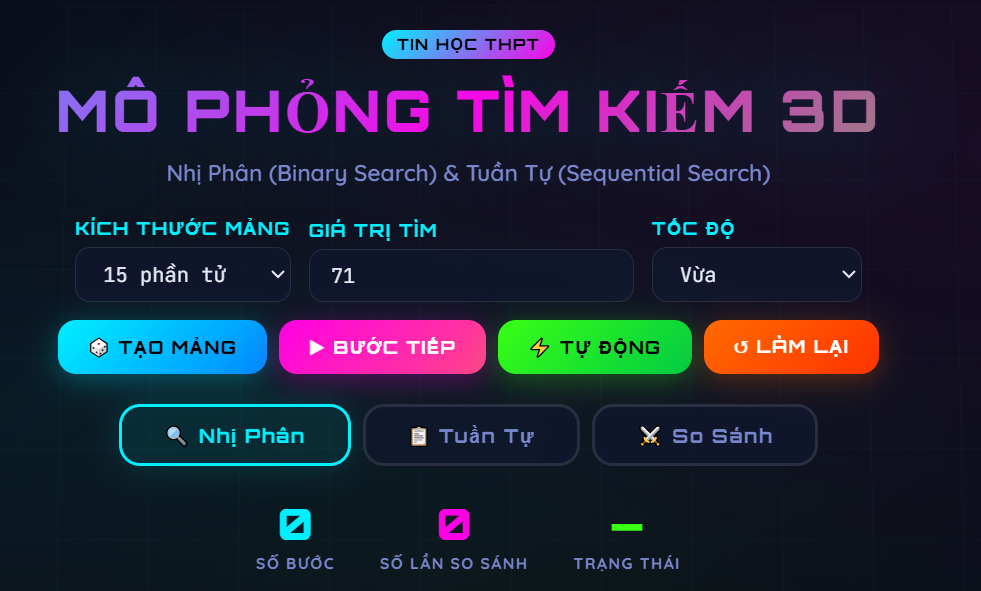 TIN HỌC THPT
MÔ PHỎNG TÌM KIẾM 3D
Nhị Phân (Binary Search) & Tuần Tự (Sequential Search)
KÍCH THƯỚC MẢNG GIÁ TRỊ TÌM TỐC ĐỘ
15 phần tử 71 Vừa
🎲 TẠO MẢNG ▶ BƯỚC TIẾP ⚡ TỰ ĐỘNG ↺ LÀM LẠI
🔍 Nhị Phân 📋 Tuần Tự ⚔️ So Sánh
0 0 —
SỐ BƯỚC SỐ LẦN SO SÁNH TRẠNG THÁI